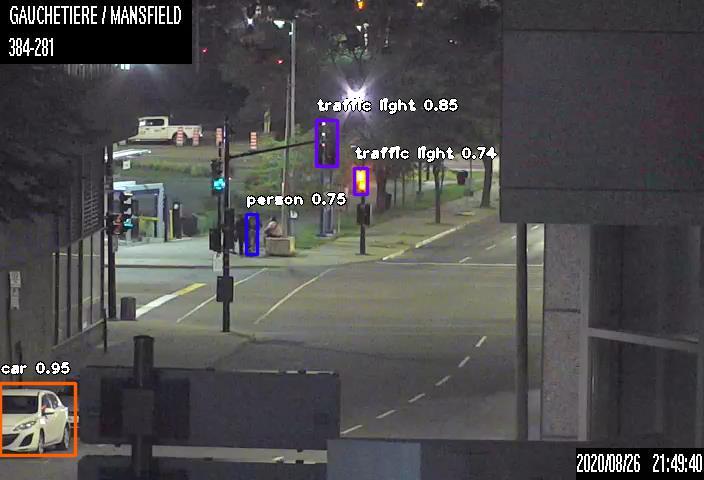 GAUCHETIERE / MANSFIELD
384-281
traffic light 0.85
traffic light 0.74
person 0.75
car 0.95
2020/08/26 21:49:40